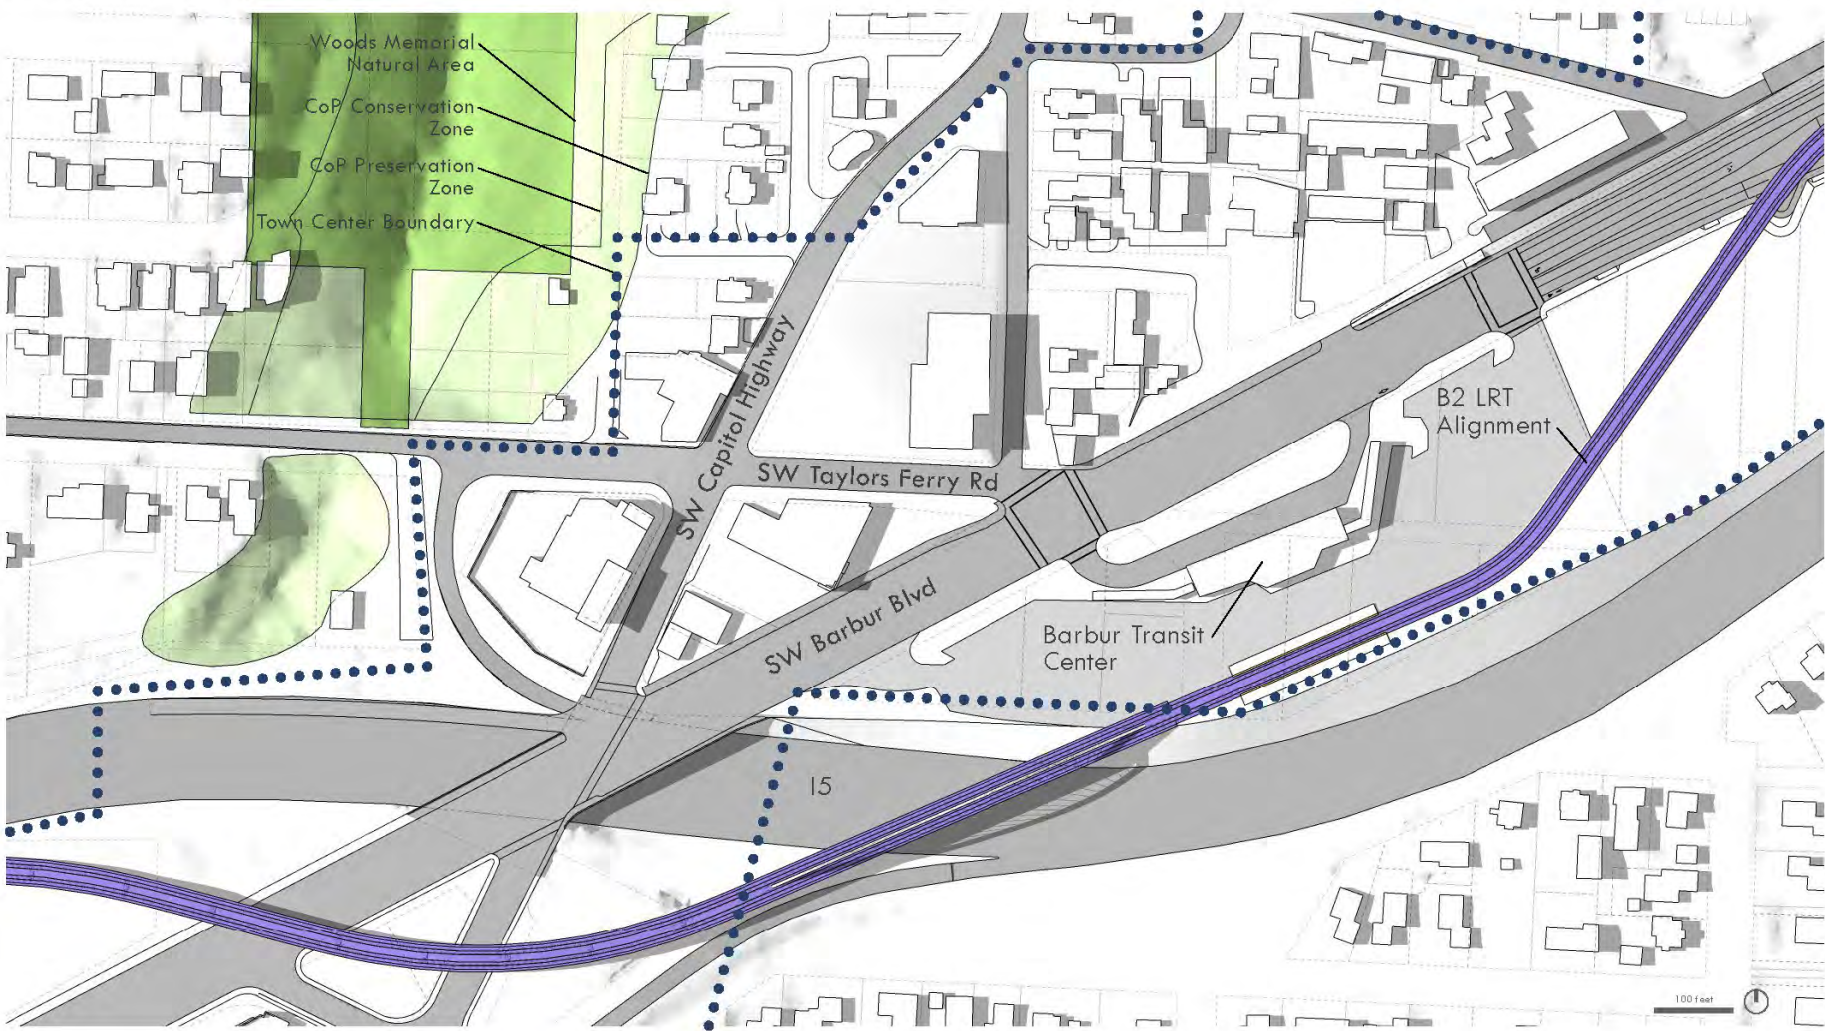 Woods Memorial
Natural Area
CoP Conservation
Zone
CoP Preservation
Zone
Town Center Boundary
SW Capitol Highway
B2 LRT
Alignment
SW Taylors Ferry Rd
SW Barbur Blvd
Barbur Transit
Center
I5
100 feet